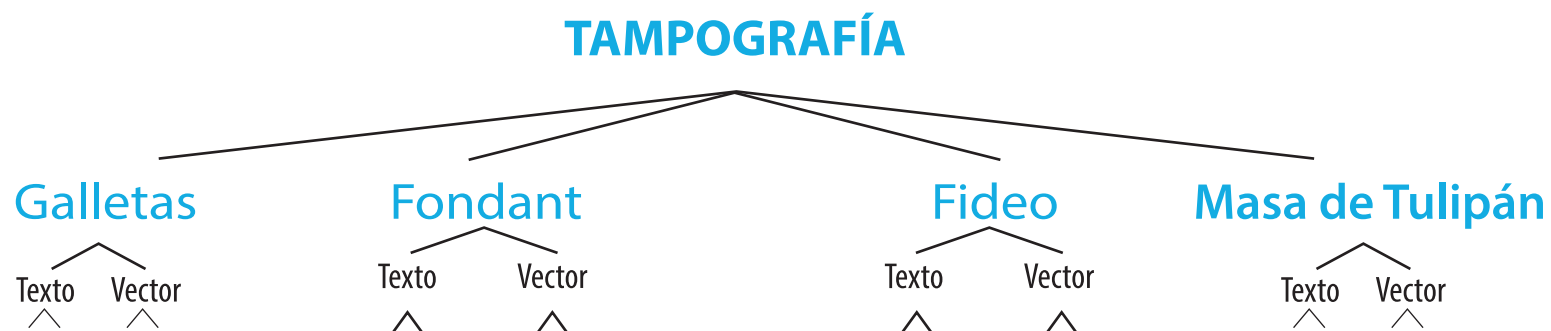 TAMPOGRAFÍA
Galletas Fondant Fideo Masa de Tulipán
Texto Vector Texto Vector Texto Vector Texto Vector